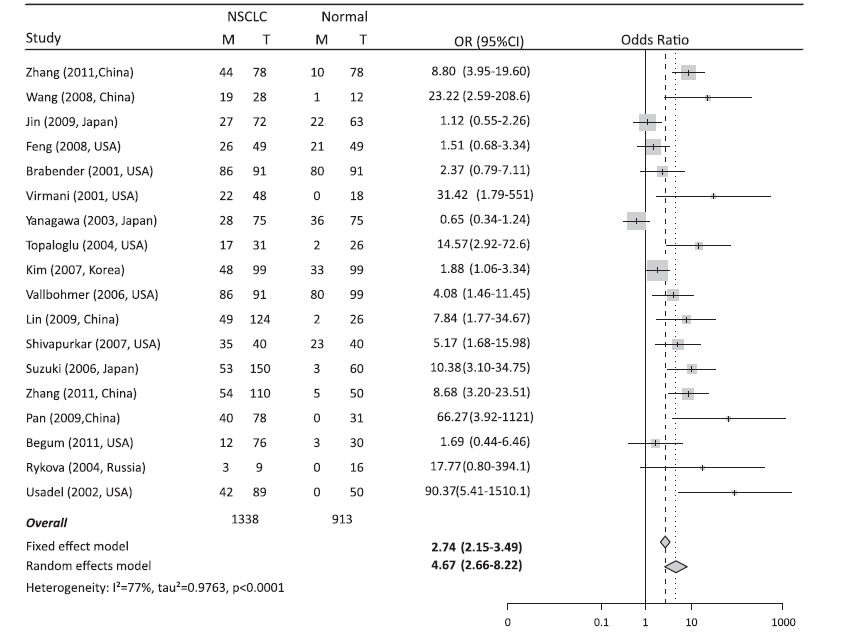 NSCLC Normal
Study M T M T OR (95%CI) Odds Ratio
Zhang (2011,China) 44 78 10 78 8.80 (3.95-19.60)
Wang (2008, China) 19 28 1 12 23.22 (2.59-208.6)
Jin (2009, Japan) 27 72 22 63 1.12 (0.55-2.26)
Feng (2008, USA) 26 49 21 49 1.51 (0.68-3.34)
Brabender (2001, USA) 86 91 80 91 2.37 (0.79-7.11)
Virmani (2001, USA) 22 48 0 18 31.42 (1.79-551)
Yanagawa (2003, Japan) 28 75 36 75 0.65 (0.34-1.24)
Topaloglu (2004, USA) 17 31 2 26 14.57(2.92-72.6)
Kim (2007, Korea) 48 99 33 99 1.88 (1.06-3.34)
Vallbohmer (2006, USA) 86 91 80 99 4.08 (1.46-11.45)
Lin (2009, China) 49 124 2 26 7.84 (1.77-34.67)
Shivapurkar (2007, USA) 35 40 23 40 5.17 (1.68-15.98)
Suzuki (2006, Japan) 53 150 3 60 10.38(3.10-34.75)
Zhang (2011, China) 54 110 5 50 8.68 (3.20-23.51)
Pan (2009,China) 40 78 0 31 66.27(3.92-1121)
Begum (2011, USA) 12 76 3 30 1.69 (0.44-6.46)
Rykova (2004, Russia) 3 9 0 16 17.77(0.80-394.1)
Usadel (2002, USA) 42 89 0 50 90.37(5.41-1510.1)
Overall 1338 913
Fixed effect model 2.74 (2.15-3.49)
Random effects model 4.67 (2.66-8.22)
Heterogeneity: I²=77%, tau²=0.9763, p<0.0001
0 0.1 1 10 1000